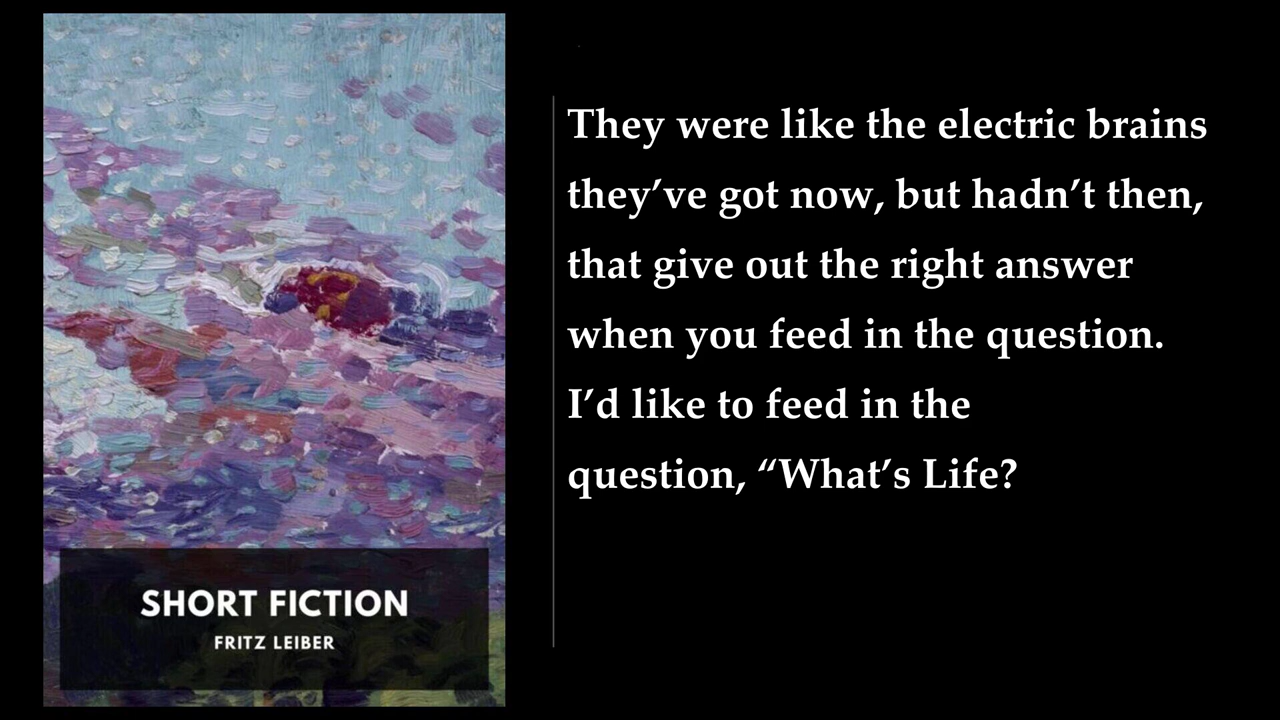 SHORT FICTION
FRITZ LEIBER
They were like the electric brains
they’ve got now, but hadn’t then,
that give out the right answer
when you feed in the question.
I’d like to feed in the
question, “What’s Life?